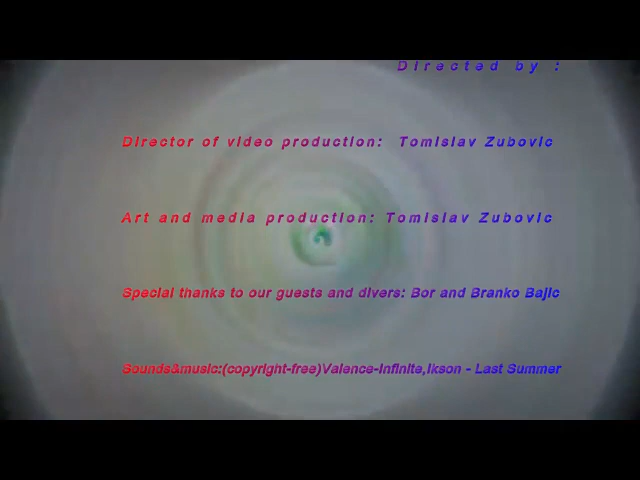 Directed by :
Director of video production: Tomislav Zubovic
Art and media production: Tomislav Zubovic
Special thanks to our guests and divers: Bor and Branko Bajic
Sounds&music:(copyright-free)Valence-Infinite,Ikson - Last Summer